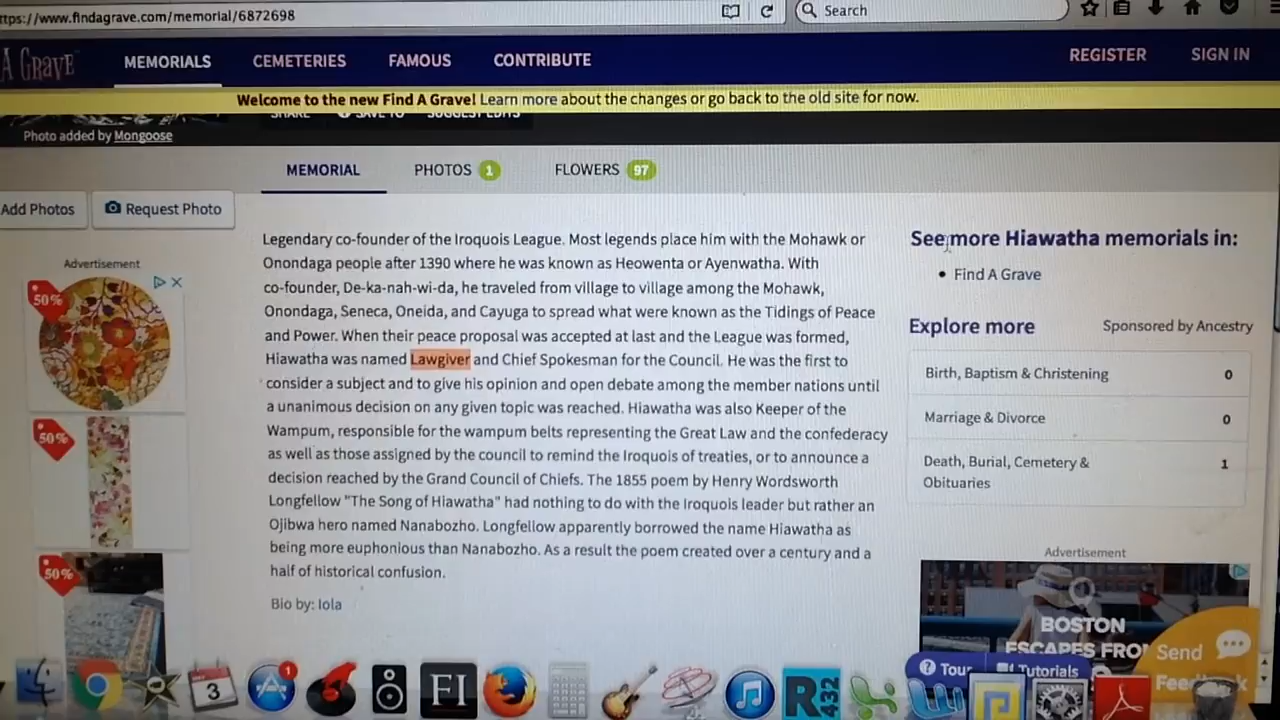 ttps://www.findagrave.com/memorial/6872698
Search
A GRAVE
MEMORIALS
CEMETERIES
FAMOUS
CONTRIBUTE
REGISTER
SIGN IN
Welcome to the new Find A Grave! Learn more about the changes or go back to the old site for now.
SHARE
SAVE TO
SUGGEST EDITS
Photo added by Mongoose
MEMORIAL
PHOTOS 1
FLOWERS 97
Add Photos
Request Photo
Advertisement
50%
50%
50%
Legendary co-founder of the Iroquois League. Most legends place him with the Mohawk or
Onondaga people after 1390 where he was known as Heowenta or Ayenwatha. With
co-founder, De-ka-nah-wi-da, he traveled from village to village among the Mohawk,
Onondaga, Seneca, Oneida, and Cayuga to spread what were known as the Tidings of Peace
and Power. When their peace proposal was accepted at last and the League was formed,
Hiawatha was named Lawgiver and Chief Spokesman for the Council. He was the first to
consider a subject and to give his opinion and open debate among the member nations until
a unanimous decision on any given topic was reached. Hiawatha was also Keeper of the
Wampum, responsible for the wampum belts representing the Great Law and the confederacy
as well as those assigned by the council to remind the Iroquois of treaties, or to announce a
decision reached by the Grand Council of Chiefs. The 1855 poem by Henry Wordsworth
Longfellow "The Song of Hiawatha" had nothing to do with the Iroquois leader but rather an
Ojibwa hero named Nanabozho. Longfellow apparently borrowed the name Hiawatha as
being more euphonious than Nanabozho. As a result the poem created over a century and a
half of historical confusion.
Bio by: Iola
See more Hiawatha memorials in:
Find A Grave
Explore more
Sponsored by Ancestry
Birth, Baptism & Christening 0
Marriage & Divorce 0
Death, Burial, Cemetery & 1
Obituaries
Advertisement
BOSTON
ESCAPES FRO
Send
Tour
Tutorials
3
1
FI
R
432